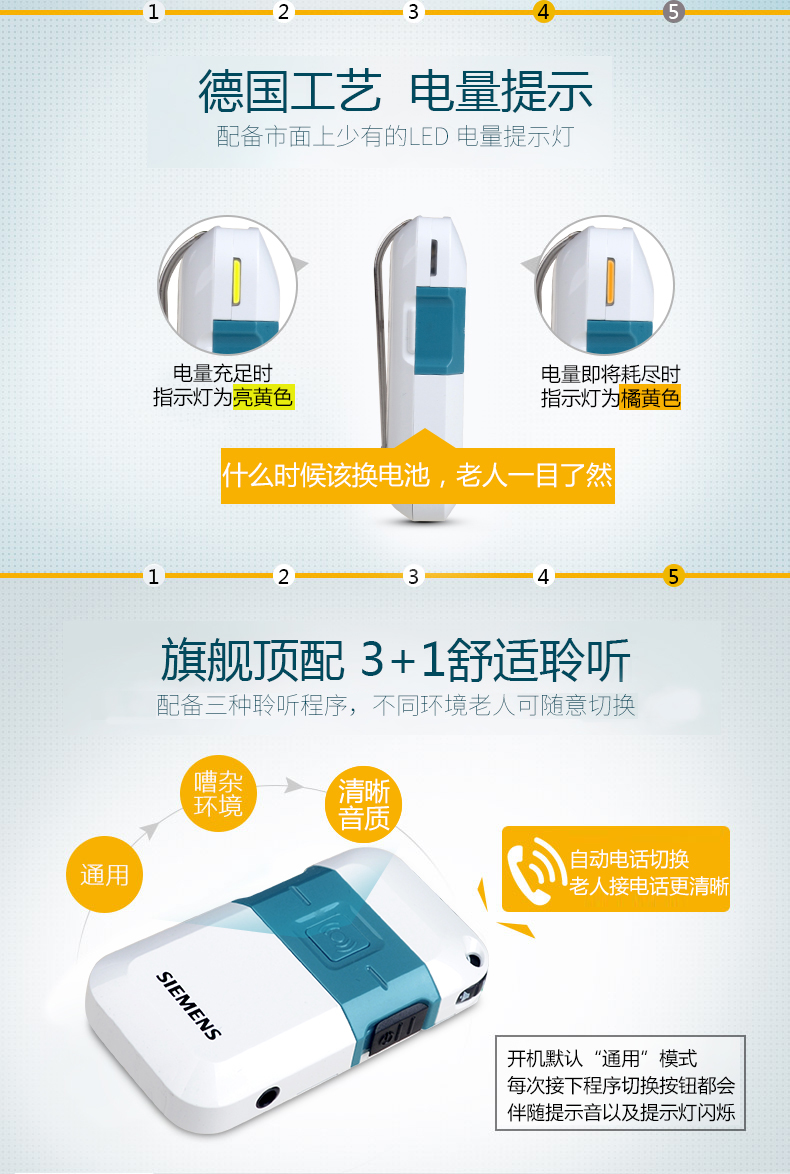 1 2 3 4 5
德国工艺 电量提示
配备市面上少有的LED 电量提示灯
电量充足时
指示灯为亮黄色
电量即将耗尽时
指示灯为橘黄色
什么时候该换电池，老人一目了然
1 2 3 4 5
旗舰顶配 3+1舒适聆听
配备三种聆听程序，不同环境老人可随意切换
通用
嘈杂
环境
清晰
音质
自动电话切换
老人接电话更清晰
SIEMENS
开机默认“通用”模式
每次接下程序切换按钮都会
伴随提示音以及提示灯闪烁